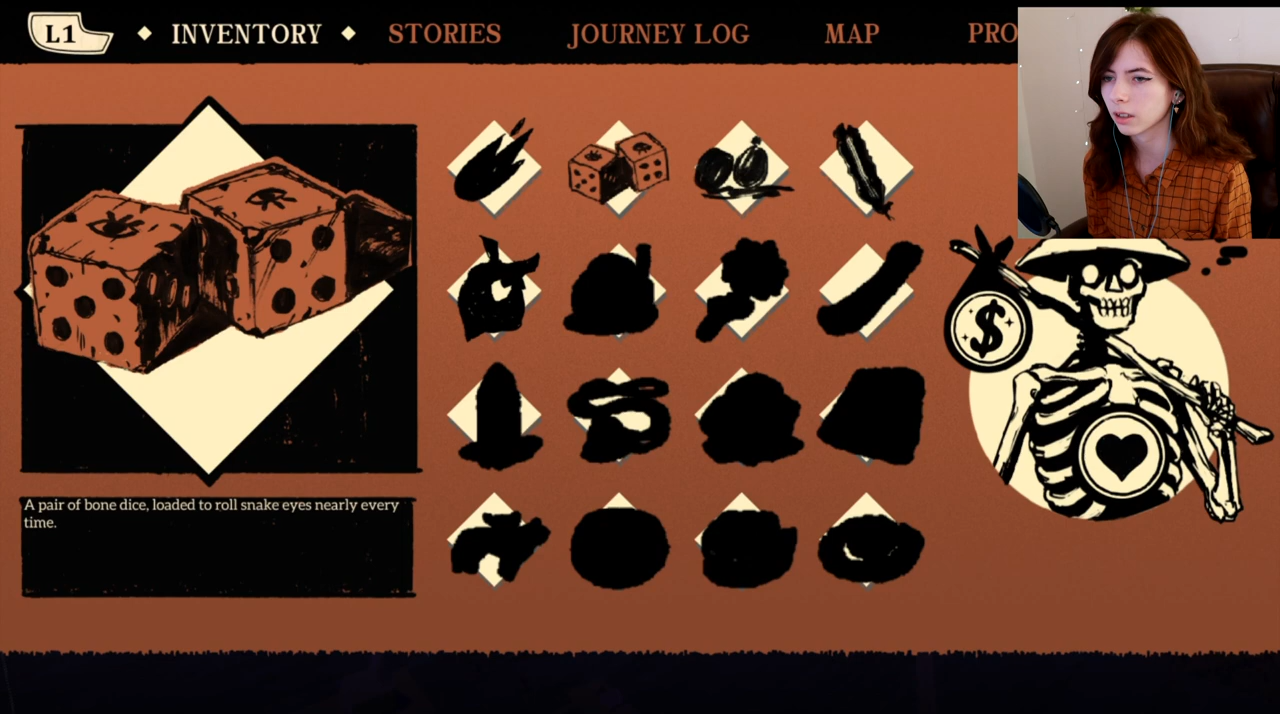 L1 INVENTORY STORIES JOURNEY LOG MAP PRO
$
A pair of bone dice, loaded to roll snake eyes nearly every
time.